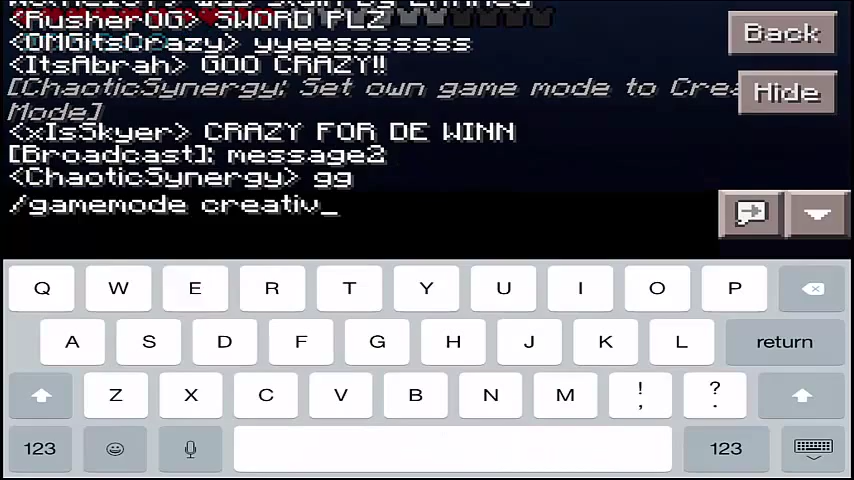 <RusherOG> SWORD PLZ
<OMGitsCrazy> yyeesssssss
<ItsAbrah> GOO CRAZY!!
[ChaoticSynergy: Set own game mode to Crea
Mode]
<xIsSkyer> CRAZY FOR DE WINN
[Broadcast]: message2
<ChaoticSynergy> gg
/gamemode creativ_
Back
Hide
Q W E R T Y U I O P
A S D F G H J K L return
Z X C V B N M ! , ? .
123 123